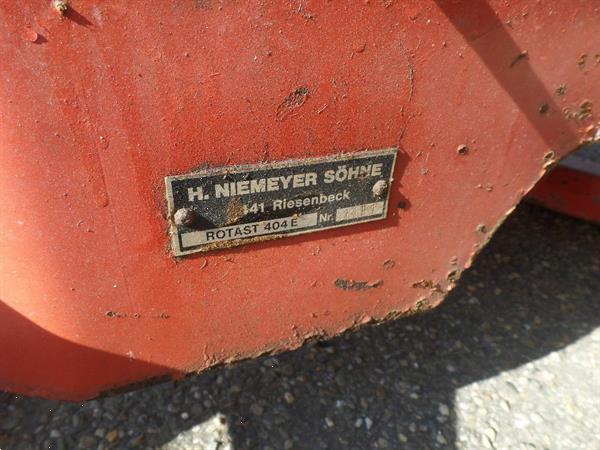 H. NIEMEYER SÖHNE
Riesenbeck
ROTAST 404 E Nr.